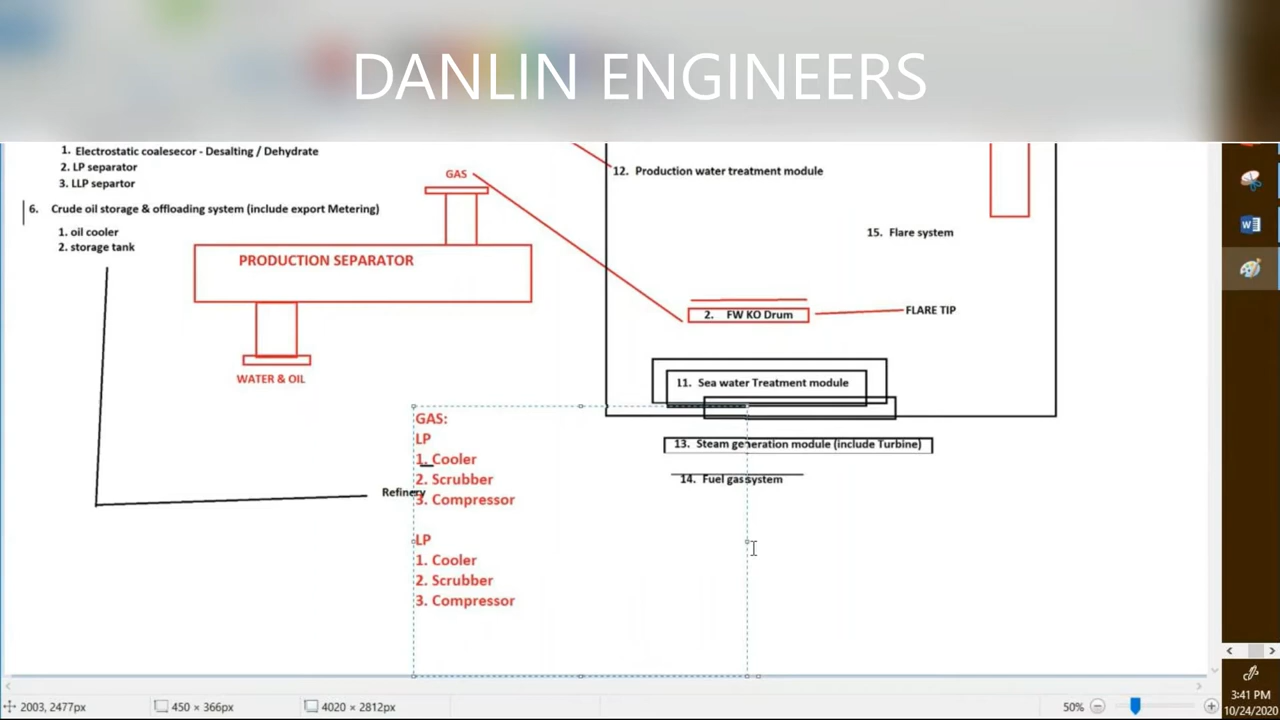 DANLIN ENGINEERS
1. Electrostatic coalesecor - Desalting / Dehydrate
2. LP separator
3. LLP separtor
6. Crude oil storage & offloading system (include export Metering)
1. oil cooler
2. storage tank
GAS
PRODUCTION SEPARATOR
WATER & OIL
12. Production water treatment module
15. Flare system
2. FW KO Drum
FLARE TIP
11. Sea water Treatment module
13. Steam generation module (include Turbine)
14. Fuel gas system
Refinery
GAS:
LP
1. Cooler
2. Scrubber
3. Compressor
LP
1. Cooler
2. Scrubber
3. Compressor
2003, 2477px
450 × 366px
4020 × 2812px
50%
3:41 PM
10/24/2020